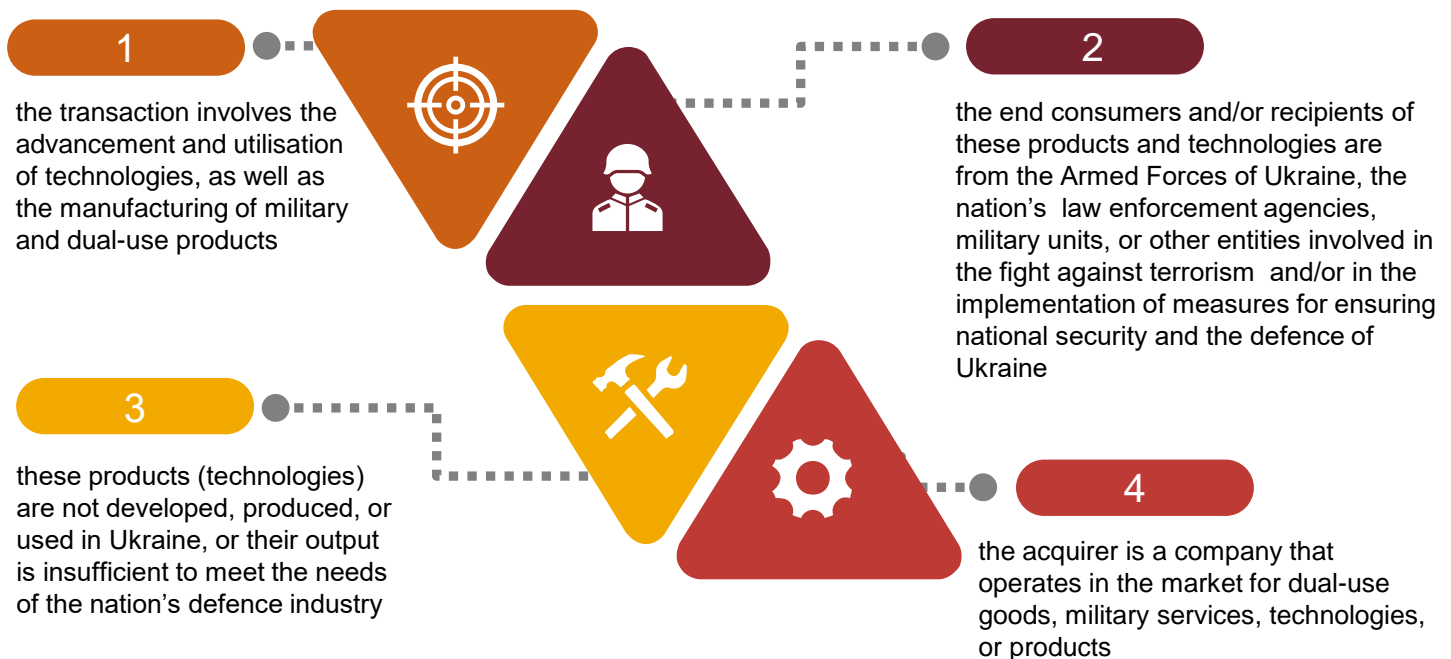 1
the transaction involves the
advancement and utilisation
of technologies, as well as
the manufacturing of military
and dual-use products
2
the end consumers and/or recipients of
these products and technologies are
from the Armed Forces of Ukraine, the
nation’s  law enforcement agencies,
military units, or other entities involved in
the fight against terrorism  and/or in the
implementation of measures for ensuring
national security and the defence of
Ukraine
3
these products (technologies)
are not developed, produced, or
used in Ukraine, or their output
is insufficient to meet the needs
of the nation’s defence industry
4
the acquirer is a company that
operates in the market for dual-use
goods, military services, technologies,
or products